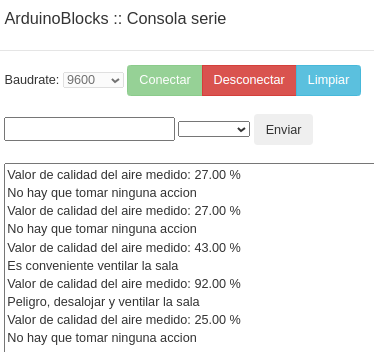 ArduinoBlocks :: Consola serie
Baudrate: 9600 Conectar Desconectar Limpiar
Enviar
Valor de calidad del aire medido: 27.00 %
No hay que tomar ninguna accion
Valor de calidad del aire medido: 27.00 %
No hay que tomar ninguna accion
Valor de calidad del aire medido: 43.00 %
Es conveniente ventilar la sala
Valor de calidad del aire medido: 92.00 %
Peligro, desalojar y ventilar la sala
Valor de calidad del aire medido: 25.00 %
No hay que tomar ninguna accion